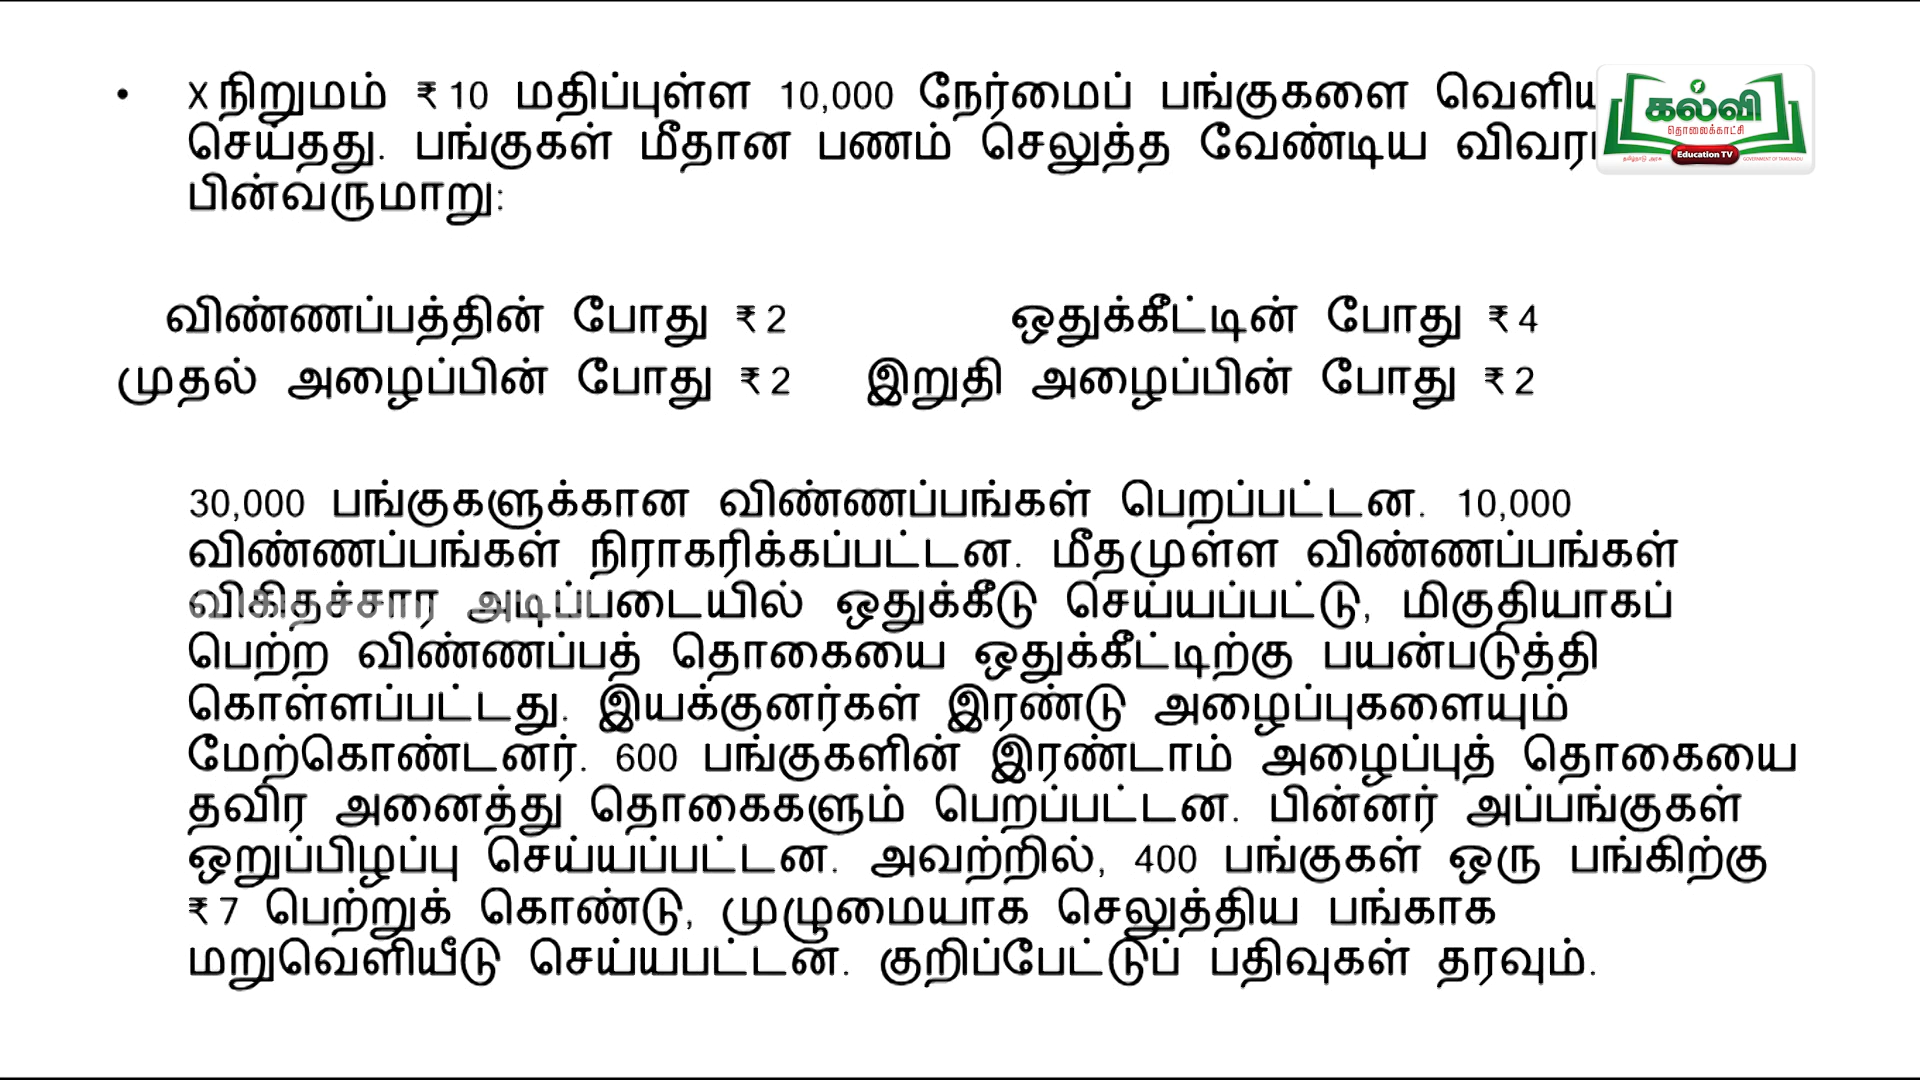 • X நிறுமம் ₹10 மதிப்புள்ள 10,000 நேர்மைப் பங்குகளை
கல்வி
தொலைக்காட்சி
தமிழ்நாடு அரசு Education TV GOVERNMENT OF TAMILNADU
செய்தது. பங்குகள் மீதான பணம் செலுத்த வேண்டிய
பின்வருமாறு:
விண்ணப்பத்தின் போது ₹2 ஒதுக்கீட்டின் போது ₹4
முதல் அழைப்பின் போது ₹2 இறுதி அழைப்பின் போது ₹2
30,000 பங்குகளுக்கான விண்ணப்பங்கள் பெறப்பட்டன. 10,000
விண்ணப்பங்கள் நிராகரிக்கப்பட்டன. மீதமுள்ள விண்ணப்பங்கள்
விகிதச்சார அடிப்படையில் ஒதுக்கீடு செய்யப்பட்டு, மிகுதியாகப்
பெற்ற விண்ணப்பத் தொகையை ஒதுக்கீட்டிற்கு பயன்படுத்தி
கொள்ளப்பட்டது. இயக்குனர்கள் இரண்டு அழைப்புகளையும்
மேற்கொண்டனர். 600 பங்குகளின் இரண்டாம் அழைப்புத் தொகையை
தவிர அனைத்து தொகைகளும் பெறப்பட்டன. பின்னர் அப்பங்குகள்
ஒறுப்பிழப்பு செய்யப்பட்டன. அவற்றில், 400 பங்குகள் ஒரு பங்கிற்கு
₹7 பெற்றுக் கொண்டு, முழுமையாக செலுத்திய பங்காக
மறுவெளியீடு செய்யபட்டன. குறிப்பேட்டுப் பதிவுகள் தரவும்.